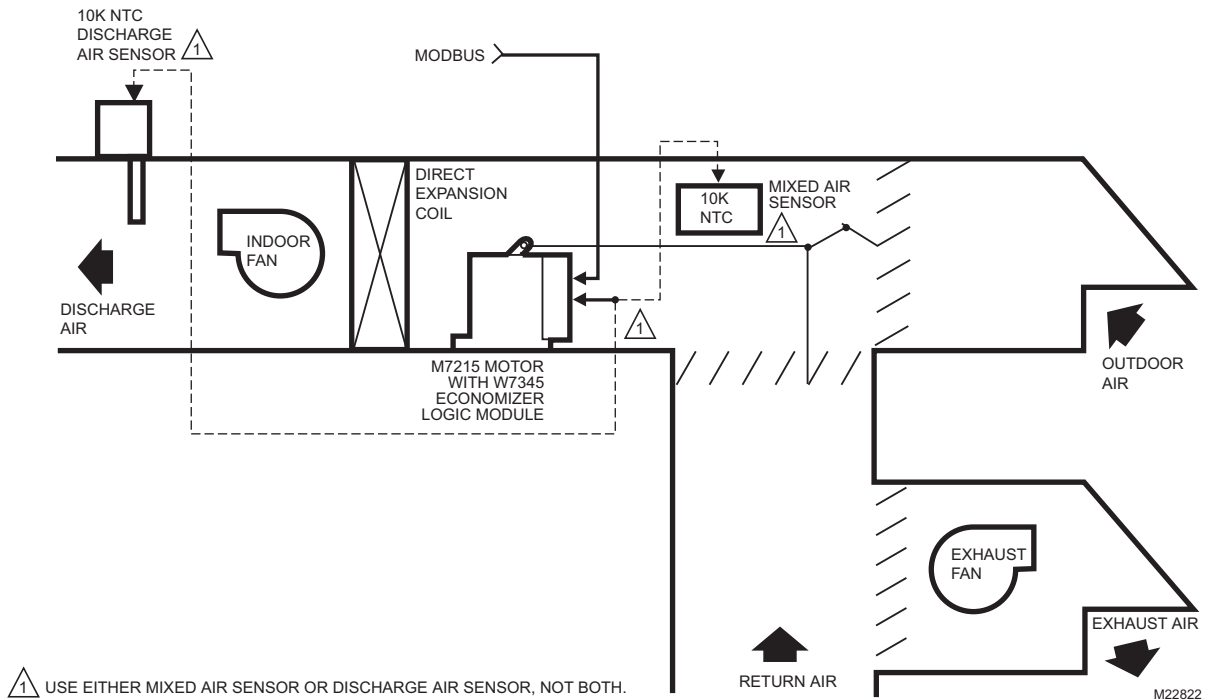 10K NTC
DISCHARGE
AIR SENSOR 1
MODBUS
DIRECT
EXPANSION
COIL
10K
NTC
MIXED AIR
SENSOR
1
INDOOR
FAN
DISCHARGE
AIR
1
M7215 MOTOR
WITH W7345
ECONOMIZER
LOGIC MODULE
OUTDOOR
AIR
EXHAUST
FAN
EXHAUST AIR
RETURN AIR
1 USE EITHER MIXED AIR SENSOR OR DISCHARGE AIR SENSOR, NOT BOTH.
M22822